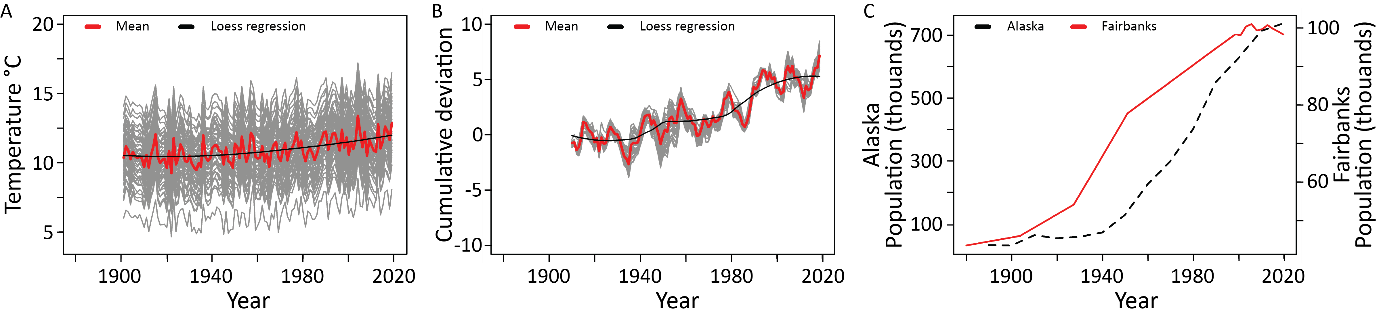 A
Mean
Loess regression
Temperature °C
20
15
10
5
1900
1940
1980
2020
Year
B
Mean
Loess regression
Cumulative deviation
10
5
0
-5
-10
1900
1940
1980
2020
Year
C
Alaska
Fairbanks
Alaska
Population (thouands)
700
500
300
100
1900
1940
1980
2020
Year
100
80
60
Fairbanks
Population (thouands)